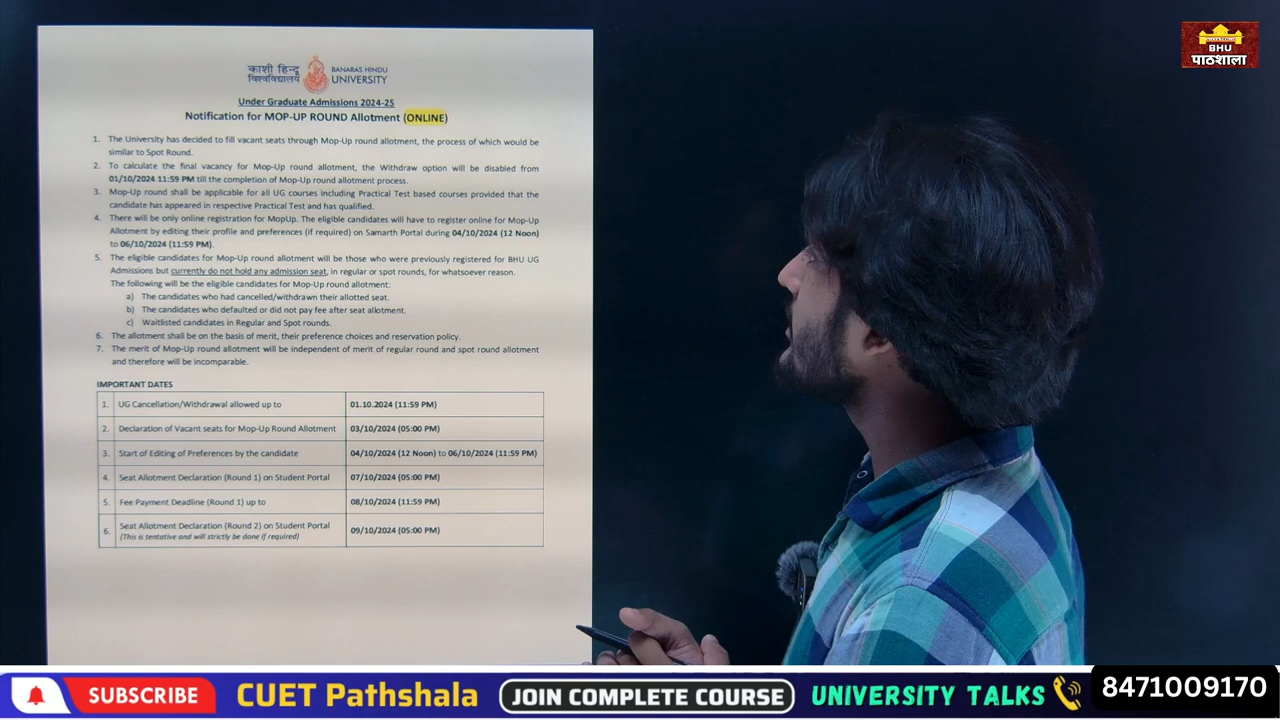 काशी हिन्दू
विश्वविद्यालय
BANARAS HINDU
UNIVERSITY
Under Graduate Admissions 2024-25
Notification for MOP-UP ROUND Allotment (ONLINE)
1. The University has decided to fill vacant seats through Mop-Up round allotment, the process of which would be
similar to Spot Round.
2. To calculate the final vacancy for Mop-Up round allotment, the Withdraw option will be disabled from
01/10/2024 11:59 PM till the completion of Mop-Up round allotment process.
3. Mop-Up round shall be applicable for all UG courses including Practical Test based courses provided that the
candidate has appeared in respective Practical Test and has qualified.
4. There will be only online registration for MopUp. The eligible candidates will have to register online for Mop-Up
Allotment by editing their profile and preferences (if required) on Samarth Portal during 04/10/2024 (12 Noon)
to 06/10/2024 (11:59 PM).
5. The eligible candidates for Mop-Up round allotment will be those who were previously registered for BHU UG
Admissions but currently do not hold any admission seat, in regular or spot rounds, for whatsoever reason.
The following will be the eligible candidates for Mop-Up round allotment:
a) The candidates who had cancelled/withdrawn their allotted seat.
b) The candidates who defaulted or did not pay fee after seat allotment.
c) Waitlisted candidates in Regular and Spot rounds.
6. The allotment shall be on the basis of merit, their preference choices and reservation policy.
7. The merit of Mop-Up round allotment will be independent of merit of regular round and spot round allotment
and therefore will be incomparable.
IMPORTANT DATES
1. UG Cancellation/Withdrawal allowed up to 01.10.2024 (11:59 PM)
2. Declaration of Vacant seats for Mop-Up Round Allotment 03/10/2024 (05:00 PM)
3. Start of Editing of Preferences by the candidate 04/10/2024 (12 Noon) to 06/10/2024 (11:59 PM)
4. Seat Allotment Declaration (Round 1) on Student Portal 07/10/2024 (05:00 PM)
5. Fee Payment Deadline (Round 1) up to 08/10/2024 (11:59 PM)
6. Seat Allotment Declaration (Round 2) on Student Portal 09/10/2024 (05:00 PM)
(This is tentative and will strictly be done if required)
BHU
पाठशाला
SUBSCRIBE
CUET Pathshala
JOIN COMPLETE COURSE
UNIVERSITY TALKS
8471009170